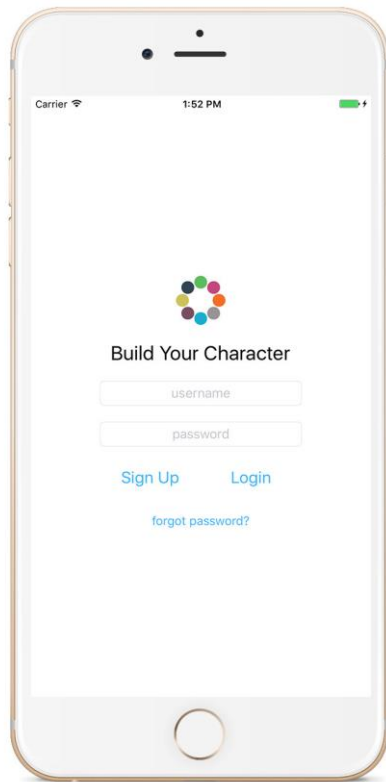 Carrier 1:52 PM
Build Your Character
username
password
Sign Up Login
forgot password?